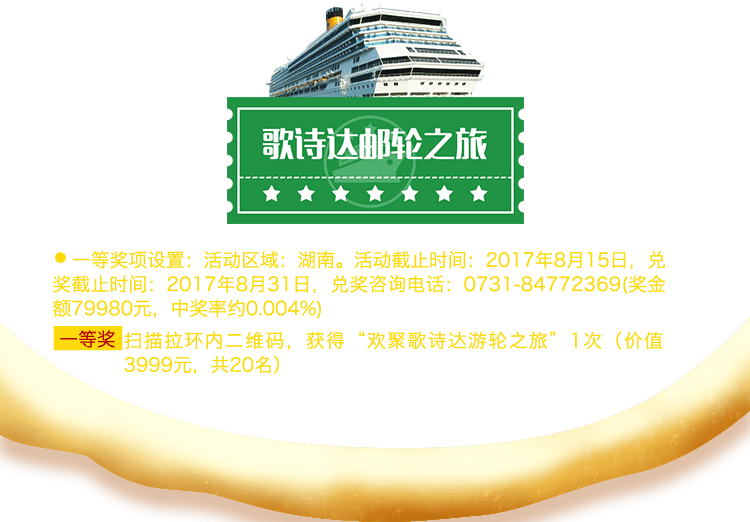 歌诗达邮轮之旅
一等奖项设置：活动区域：湖南。活动截止时间：2017年8月15日，兑
奖截止时间：2017年8月31日，兑奖咨询电话：0731-84772369(奖金
额79980元，中奖率约0.004%)
一等奖 扫描拉环内二维码，获得“欢聚歌诗达游轮之旅”1次（价值
3999元，共20名）